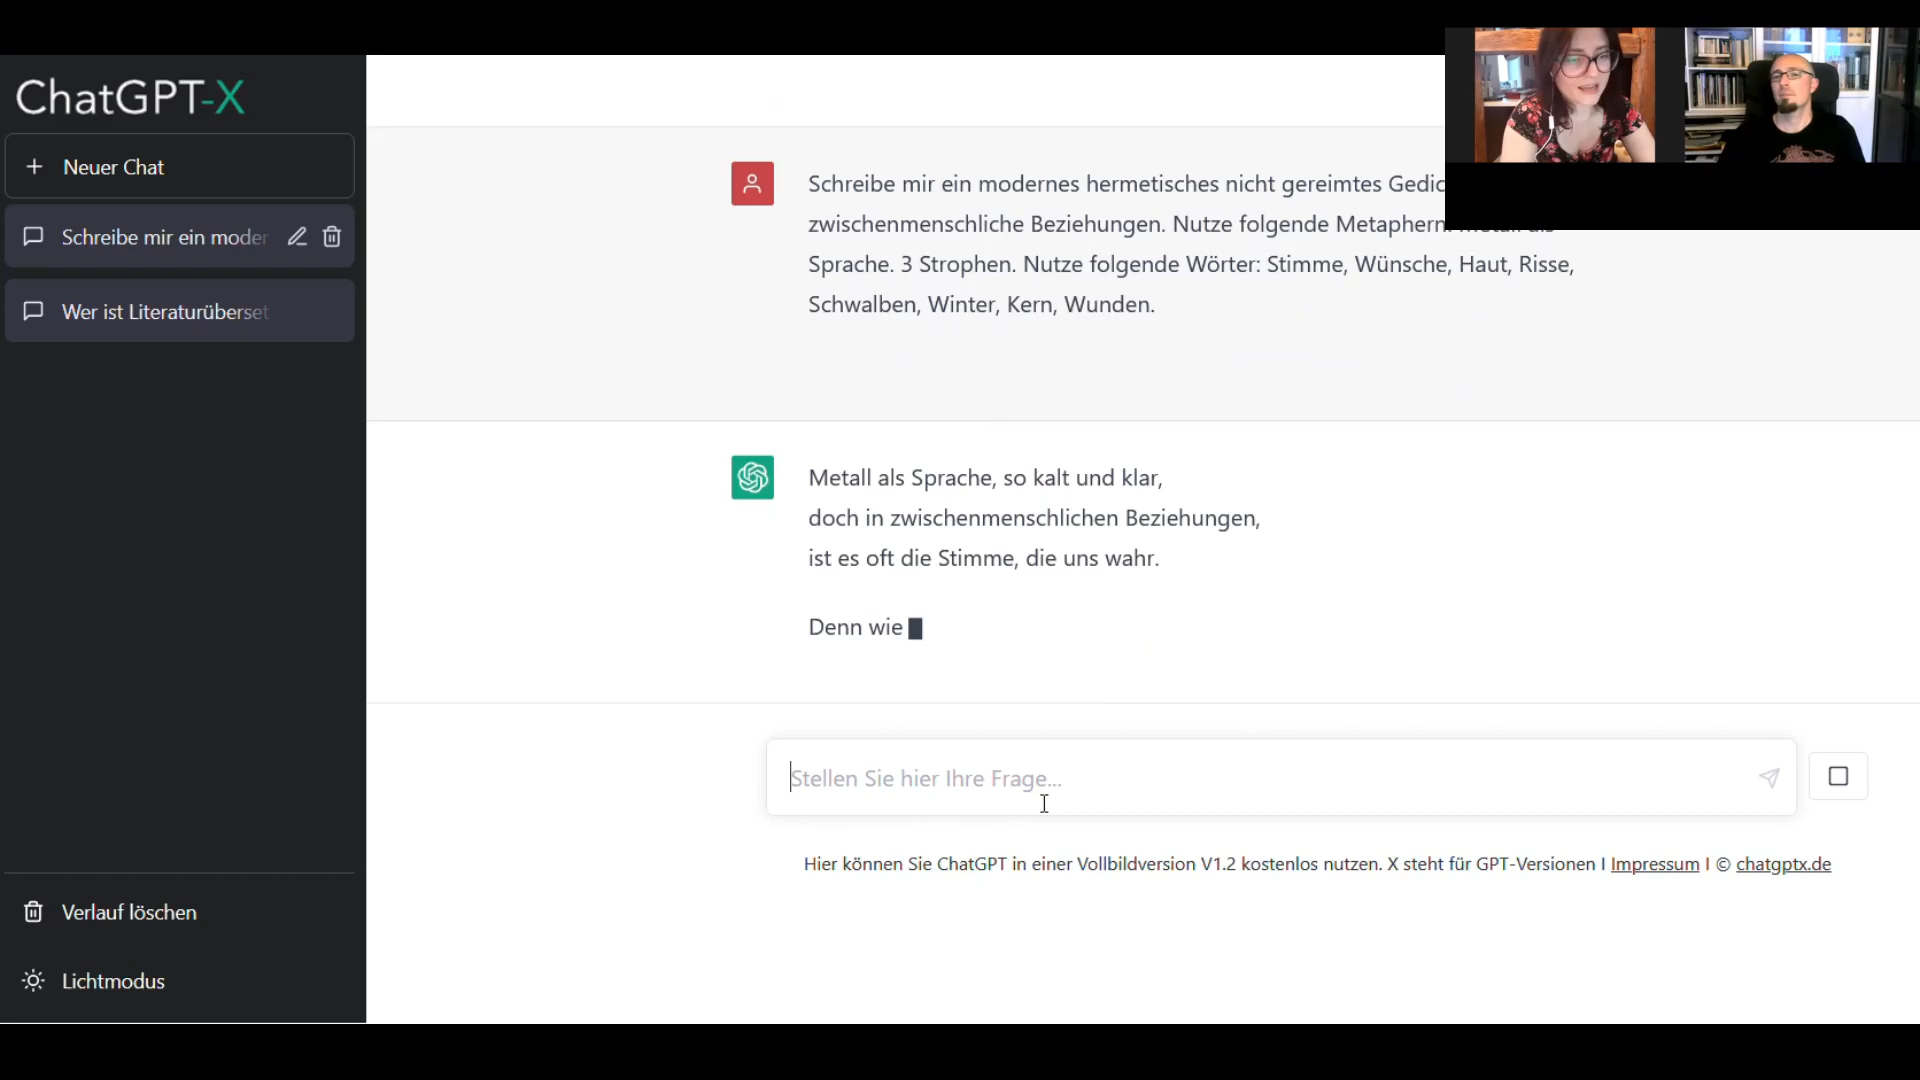 ChatGPT-X
Neuer Chat
Schreibe mir ein moder
Wer ist Literaturüberset
Verlauf löschen
Lichtmodus
Schreibe mir ein modernes hermetisches nicht gereimtes Gedic
zwischenmenschliche Beziehungen. Nutze folgende Metaphern:
Sprache. 3 Strophen. Nutze folgende Wörter: Stimme, Wünsche, Haut, Risse,
Schwalben, Winter, Kern, Wunden.
Metall als Sprache, so kalt und klar,
doch in zwischenmenschlichen Beziehungen,
ist es oft die Stimme, die uns wahr.
Denn wie
Stellen Sie hier Ihre Frage...
Hier können Sie ChatGPT in einer Vollbildversion V1.2 kostenlos nutzen. X steht für GPT-Versionen I Impressum I © chatgptx.de